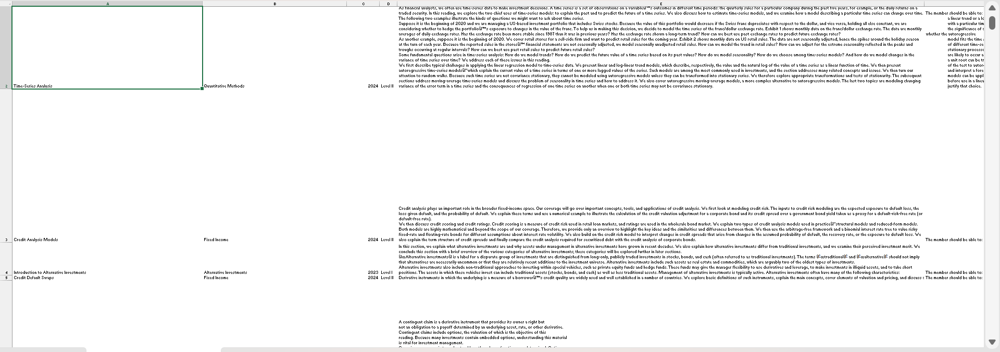 A B C D E
As financial analysts, we often use time-series data to make investment decisions. A time series is a set of observations on a variableâ€™s outcomes in different time periods: the quarterly sales for a particular company during the past five years, for example, or the daily returns on a
traded security. In this reading, we explore the two chief uses of time-series models: to explain the past and to predict the future of a time series. We also discuss how to estimate time-series models, and we examine how a model describing a particular time series can change over time. The member should be able to:
The following two examples illustrate the kinds of questions we might want to ask about time series. a linear trend or a lo
Suppose it is the beginning of 2020 and we are managing a US-based investment portfolio that includes Swiss stocks. Because the value of this portfolio would decrease if the Swiss franc depreciates with respect to the dollar, and vice versa, holding all else constant, we are with a particular tim
considering whether to hedge the portfolioâ€™s exposure to changes in the value of the franc. To help us in making this decision, we decide to model the time series of the franc/dollar exchange rate. Exhibit 1 shows monthly data on the franc/dollar exchange rate. The data are monthly the significance of a
averages of daily exchange rates. Has the exchange rate been more stable since 1987 than it was in previous years? Has the exchange rate shown a long-term trend? How can we best use past exchange rates to predict future exchange rates? whether the autoregressive
As another example, suppose it is the beginning of 2020. We cover retail stores for a sell-side firm and want to predict retail sales for the coming year. Exhibit 2 shows monthly data on US retail sales. The data are not seasonally adjusted, hence the spikes around the holiday season model fits the time s
at the turn of each year. Because the reported sales in the storesâ€™ financial statements are not seasonally adjusted, we model seasonally unadjusted retail sales. How can we model the trend in retail sales? How can we adjust for the extreme seasonality reflected in the peaks and of different time-se
troughs occurring at regular intervals? How can we best use past retail sales to predict future retail sales? stationary process
Some fundamental questions arise in time-series analysis: How do we model trends? How do we predict the future value of a time series based on its past values? How do we model seasonality? How do we choose among time-series models? And how do we model changes in the are likely to occur a
variance of time series over time? We address each of these issues in this reading. a unit root can be tr
We first describe typical challenges in applying the linear regression model to time-series data. We present linear and log-linear trend models, which describe, respectively, the value and the natural log of the value of a time series as a linear function of time. We then present of the test to autor
autoregressive time-series modelsâ€”which explain the current value of a time series in terms of one or more lagged values of the series. Such models are among the most commonly used in investments, and the section addresses many related concepts and issues. We then turn our and interpret a fore
attention to random walks. Because such time series are not covariance stationary, they cannot be modeled using autoregressive models unless they can be transformed into stationary series. We therefore explore appropriate transformations and tests of stationarity. The subsequent models can be appl
sections address moving-average time-series models and discuss the problem of seasonality in time series and how to address it. We also cover autoregressive moving-average models, a more complex alternative to autoregressive models. The last two topics are modeling changing before use in a linea
2 Time-Series Analysis Quantitative Methods 2024 Level II variance of the error term in a time series and the consequences of regression of one time series on another when one or both time series may not be covariance stationary. justify that choice.
Credit analysis plays an important role in the broader fixed-income space. Our coverage will go over important concepts, tools, and applications of credit analysis. We first look at modeling credit risk. The inputs to credit risk modeling are the expected exposure to default loss, the
loss given default, and the probability of default. We explain these terms and use a numerical example to illustrate the calculation of the credit valuation adjustment for a corporate bond and its credit spread over a government bond yield taken as a proxy for a default-risk-free rate (or
default-free rate).
We then discuss credit scoring and credit ratings. Credit scoring is a measure of credit risk used in retail loan markets, and ratings are used in the wholesale bond market. We explain two types of credit analysis models used in practiceâ€”structural models and reduced-form models.
Both models are highly mathematical and beyond the scope of our coverage. Therefore, we provide only an overview to highlight the key ideas and the similarities and differences between them. We then use the arbitrage-free framework and a binomial interest rate tree to value risky
fixed-rate and floating-rate bonds for different assumptions about interest rate volatility. We also build on the credit risk model to interpret changes in credit spreads that arise from changes in the assumed probability of default, the recovery rate, or the exposure to default loss. We
3 Credit Analysis Models Fixed Income 2024 Level II also explain the term structure of credit spreads and finally compare the credit analysis required for securitized debt with the credit analysis of corporate bonds. The member should be able to:
In this section, we explain what alternative investments are and why assets under management in alternative investments have grown in recent decades. We also explain how alternative investments differ from traditional investments, and we examine their perceived investment merit. We
conclude this section with a brief overview of the various categories of alternative investments; these categories will be explored further in later sections.
â€œAlternative investmentsâ€ is a label for a disparate group of investments that are distinguished from long-only, publicly traded investments in stocks, bonds, and cash (often referred to as traditional investments). The terms â€œtraditionalâ€ and â€œalternativeâ€ should not imply
that alternatives are necessarily uncommon or that they are relatively recent additions to the investment universe. Alternative investments include such assets as real estate and commodities, which are arguably two of the oldest types of investments.
Alternative investments also include non-traditional approaches to investing within special vehicles, such as private equity funds and hedge funds. These funds may give the manager flexibility to use derivatives and leverage, to make investments in illiquid assets, and to take short
4 Introduction to Alternative Investments Alternative Investments 2023 Level I positions. The assets in which these vehicles invest can include traditional assets (stocks, bonds, and cash) as well as less traditional assets. Management of alternative investments is typically active. Alternative investments often have many of the following characteristics: The member should be able to:
5 Credit Default Swaps Fixed Income 2024 Level II Derivative instruments in which the underlying is a measure of a borrowerâ€™s credit quality are widely used and well established in a number of countries. We explore basic definitions of such instruments, explain the main concepts, cover elements of valuation and pricing, and discuss The member should be able to:
A contingent claim is a derivative instrument that provides its owner a right but
not an obligation to a payoff determined by an underlying asset, rate, or other derivative.
Contingent claims include options, the valuation of which is the objective of this
reading. Because many investments contain embedded options, understanding this material
is vital for investment management.